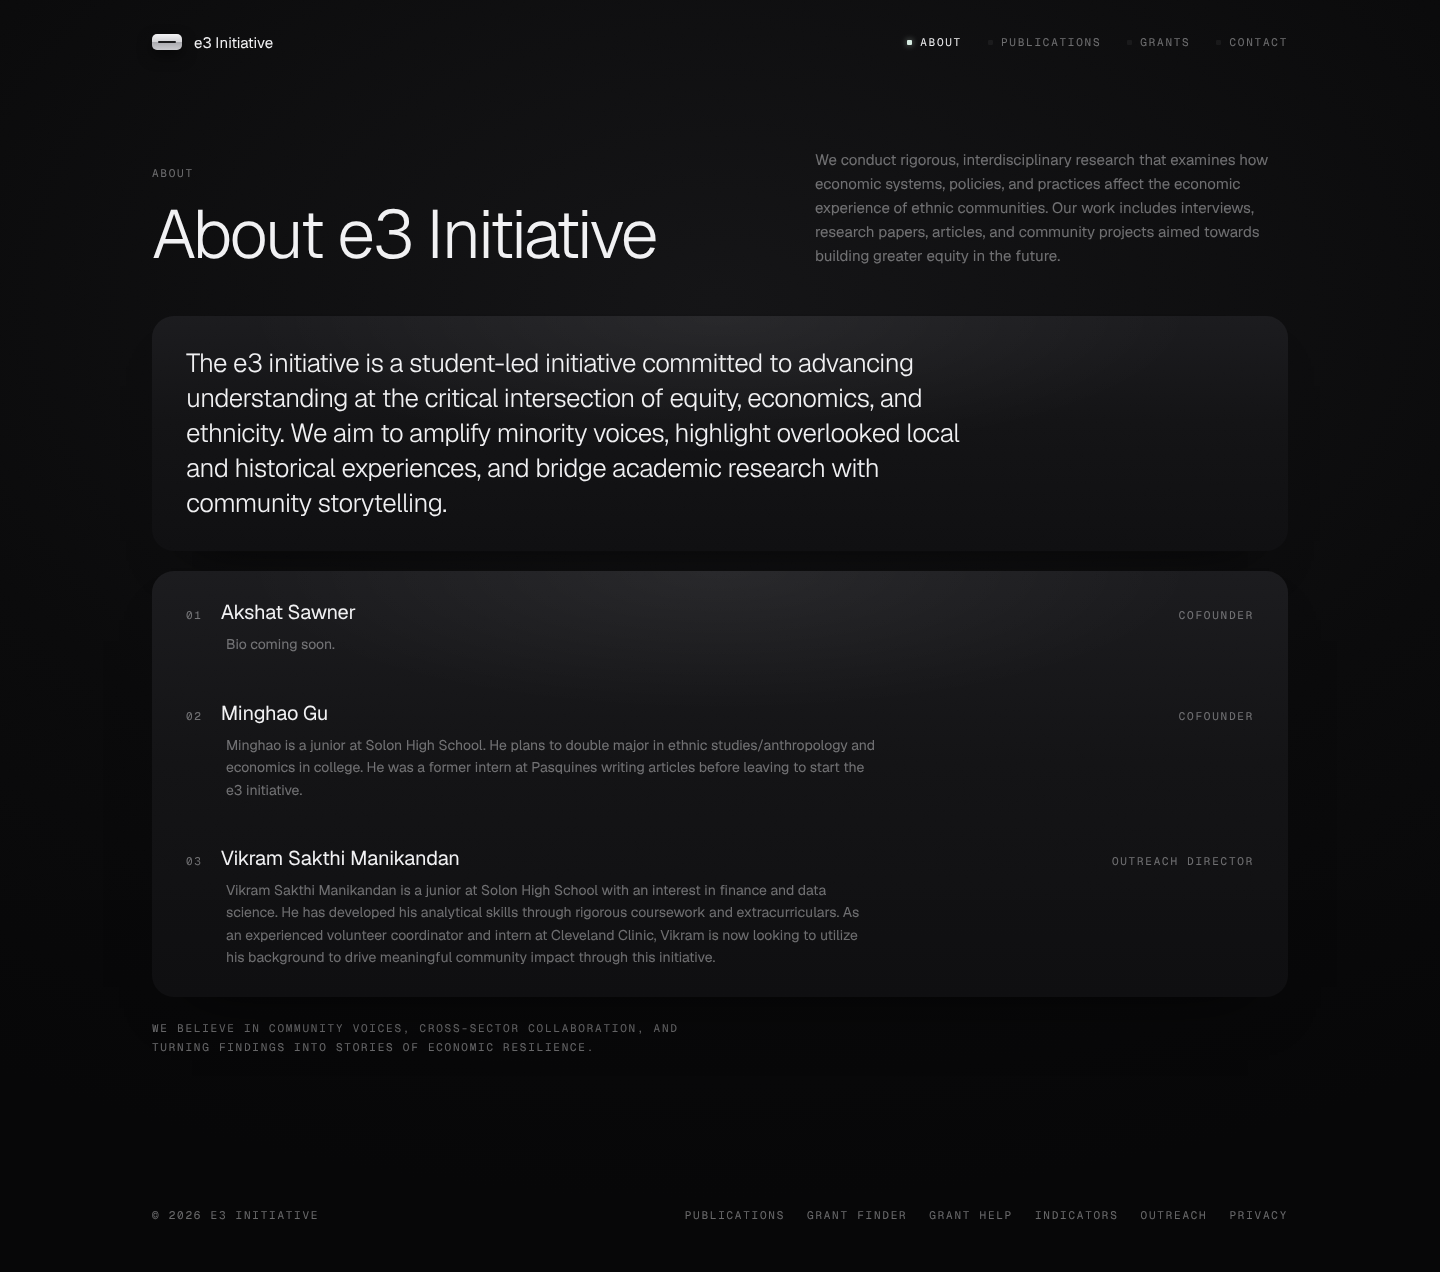 e3 Initiative
ABOUT
PUBLICATIONS
GRANTS
CONTACT
ABOUT
About e3 Initiative
We conduct rigorous, interdisciplinary research that examines how
economic systems, policies, and practices affect the economic
experience of ethnic communities. Our work includes interviews,
research papers, articles, and community projects aimed towards
building greater equity in the future.
The e3 initiative is a student-led initiative committed to advancing
understanding at the critical intersection of equity, economics, and
ethnicity. We aim to amplify minority voices, highlight overlooked local
and historical experiences, and bridge academic research with
community storytelling.
01 Akshat Sawner COFOUNDER
Bio coming soon.
02 Minghao Gu COFOUNDER
Minghao is a junior at Solon High School. He plans to double major in ethnic studies/anthropology and
economics in college. He was a former intern at Pasquines writing articles before leaving to start the
e3 initiative.
03 Vikram Sakthi Manikandan OUTREACH DIRECTOR
Vikram Sakthi Manikandan is a junior at Solon High School with an interest in finance and data
science. He has developed his analytical skills through rigorous coursework and extracurriculars. As
an experienced volunteer coordinator and intern at Cleveland Clinic, Vikram is now looking to utilize
his background to drive meaningful community impact through this initiative.
WE BELIEVE IN COMMUNITY VOICES, CROSS-SECTOR COLLABORATION, AND
TURNING FINDINGS INTO STORIES OF ECONOMIC RESILIENCE.
© 2026 E3 INITIATIVE
PUBLICATIONS
GRANT FINDER
GRANT HELP
INDICATORS
OUTREACH
PRIVACY